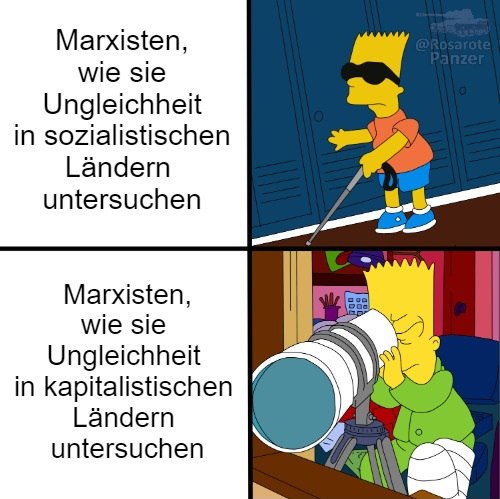 Marxisten,
wie sie
Ungleichheit
in sozialistischen
Ländern
untersuchen
@Rosarote
Panzer
Marxisten,
wie sie
Ungleichheit
in kapitalistischen
Ländern
untersuchen